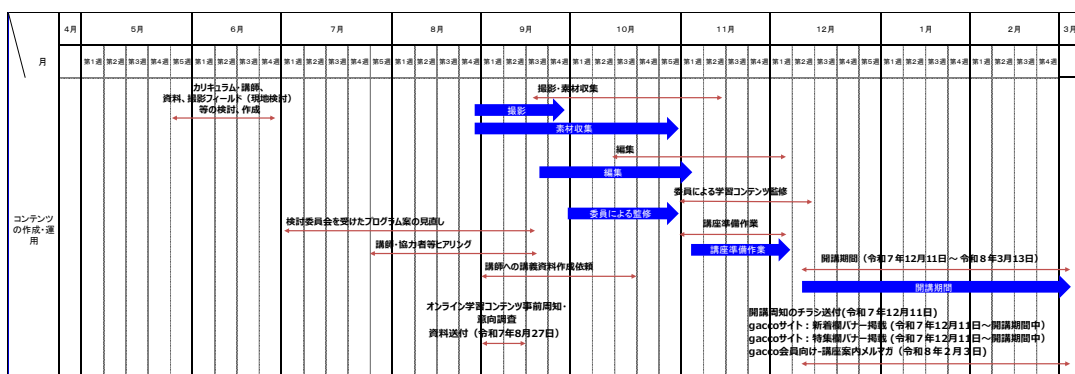 4月 5月 6月 7月 8月 9月 10月 11月 12月 1月 2月 3月
月
第1週 第2週 第3週 第4週 第5週 第1週 第2週 第3週 第4週 第1週 第2週 第3週 第4週 第5週 第1週 第2週 第3週 第4週 第1週 第2週 第3週 第4週 第1週 第2週 第3週 第4週 第5週 第1週 第2週 第3週 第4週 第1週 第2週 第3週 第4週 第5週 第1週 第2週 第3週 第4週 第1週 第2週 第3週 第4週 第1週
カリキュラム・講師、
資料、撮影フィールド（現地検討）
等の検討、作成
撮影・素材収集
撮影
素材収集
編集
編集
委員による学習コンテンツ監修
委員による監修
コンテンツ
の作成・運
用
検討委員会を受けたプログラム案の見直し
講座準備作業
講師・協力者等ヒアリング
講座準備作業
開講期間（令和７年12月11日～ 令和８年3月13日）
講師への講義資料作成依頼
開講期間
オンライン学習コンテンツ事前周知・
意向調査
資料送付（令和7年8月27日）
開講周知のチラシ送付(令和７年12月11日)
gaccoサイト：新着欄バナー掲載 (令和７年12月11日～開講期間中)
gaccoサイト：特集欄バナー掲載 (令和７年12月11日～開講期間中)
gacco会員向け-講座案内メルマガ（令和８年２月３日）